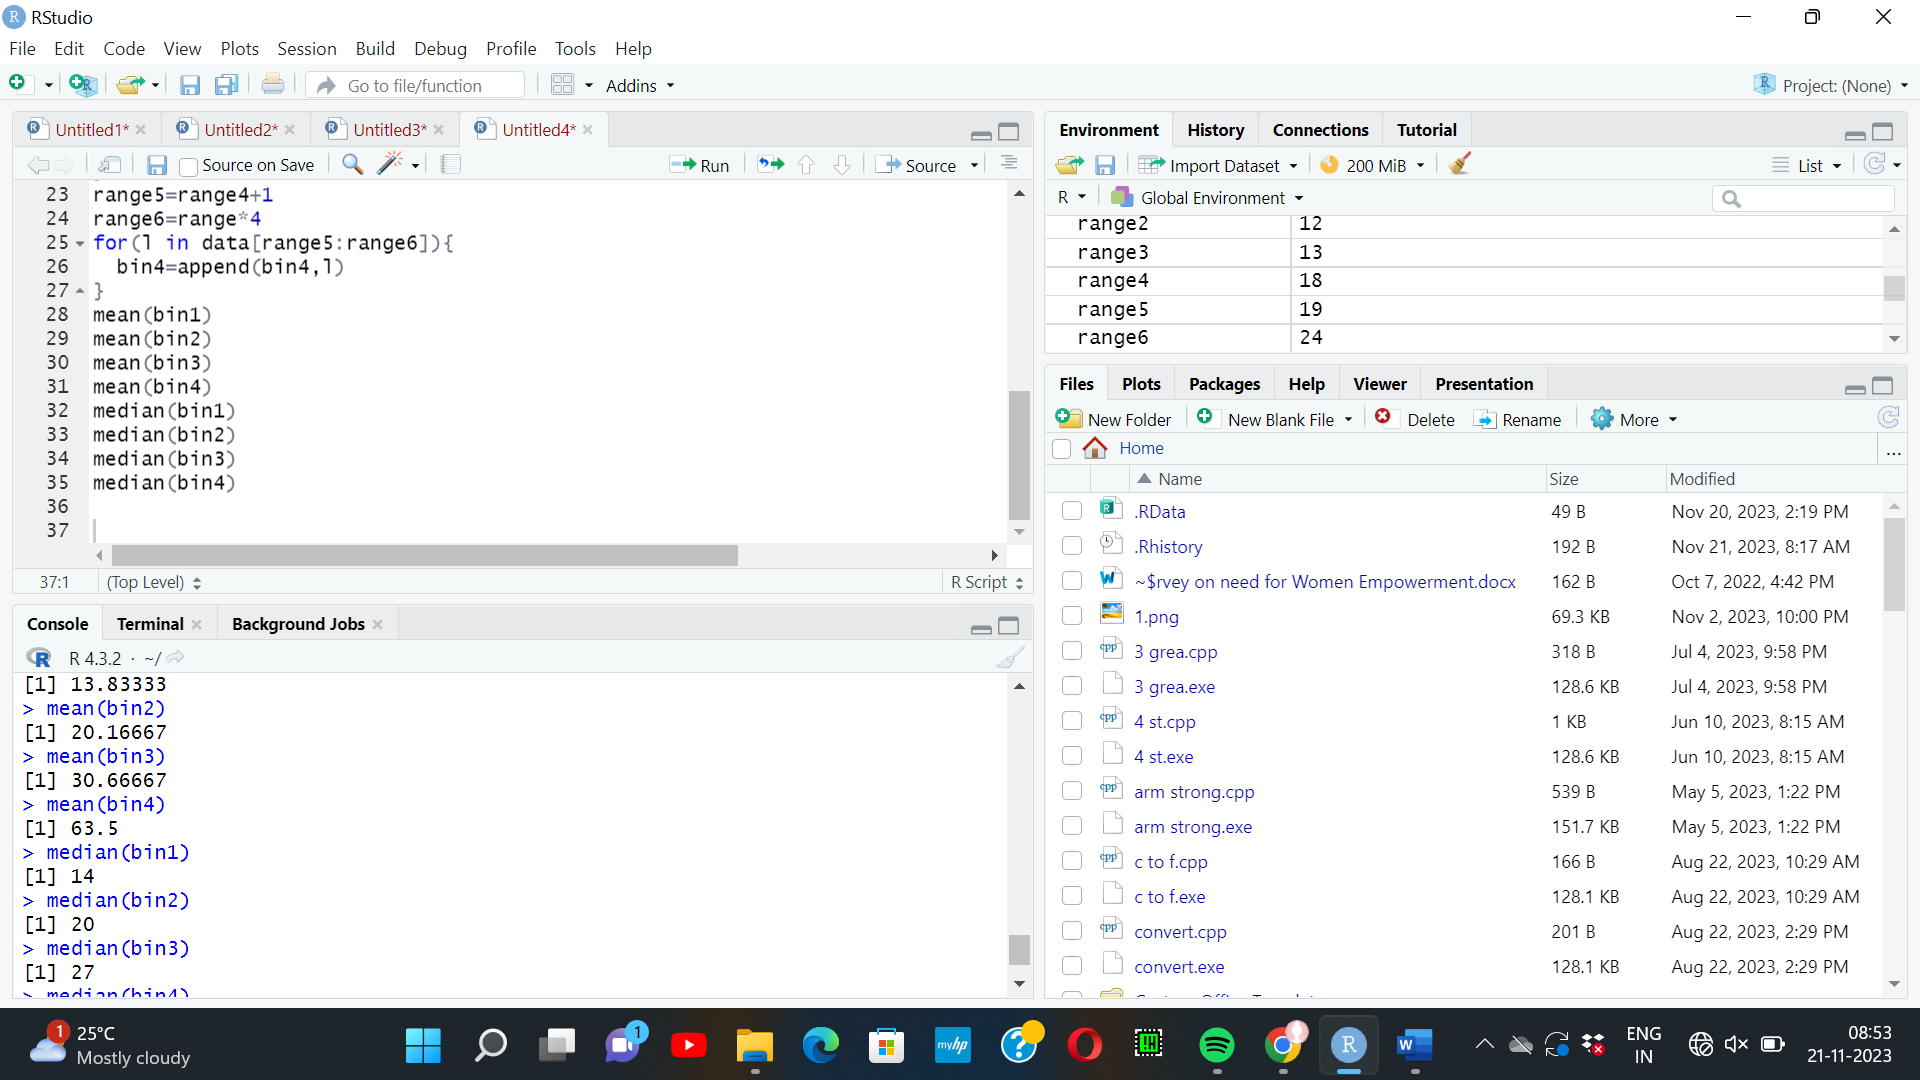 RStudio
File Edit Code View Plots Session Build Debug Profile Tools Help
Go to file/function Addins Project: (None)
Untitled1* Untitled2* Untitled3* Untitled4*
Source on Save Run Source
23 range5=range4+1
24 range6=range*4
25 for(l in data[range5:range6]){
26 bin4=append(bin4,l)
27 }
28 mean(bin1)
29 mean(bin2)
30 mean(bin3)
31 mean(bin4)
32 median(bin1)
33 median(bin2)
34 median(bin3)
35 median(bin4)
36
37
37:1 (Top Level) R Script
Console Terminal Background Jobs
R 4.3.2 · ~/
[1] 13.83333
> mean(bin2)
[1] 20.16667
> mean(bin3)
[1] 30.66667
> mean(bin4)
[1] 63.5
> median(bin1)
[1] 14
> median(bin2)
[1] 20
> median(bin3)
[1] 27
> median(bin4)
Environment History Connections Tutorial
Import Dataset 200 MiB List
R Global Environment
range2 12
range3 13
range4 18
range5 19
range6 24
Files Plots Packages Help Viewer Presentation
New Folder New Blank File Delete Rename More
Home ...
Name Size Modified
.RData 49 B Nov 20, 2023, 2:19 PM
.Rhistory 192 B Nov 21, 2023, 8:17 AM
~$rvey on need for Women Empowerment.docx 162 B Oct 7, 2022, 4:42 PM
1.png 69.3 KB Nov 2, 2023, 10:00 PM
3 grea.cpp 318 B Jul 4, 2023, 9:58 PM
3 grea.exe 128.6 KB Jul 4, 2023, 9:58 PM
4 st.cpp 1 KB Jun 10, 2023, 8:15 AM
4 st.exe 128.6 KB Jun 10, 2023, 8:15 AM
arm strong.cpp 539 B May 5, 2023, 1:22 PM
arm strong.exe 151.7 KB May 5, 2023, 1:22 PM
c to f.cpp 166 B Aug 22, 2023, 10:29 AM
c to f.exe 128.1 KB Aug 22, 2023, 10:29 AM
convert.cpp 201 B Aug 22, 2023, 2:29 PM
convert.exe 128.1 KB Aug 22, 2023, 2:29 PM
1 25°C
Mostly cloudy
1
myhp
ENG
IN
08:53
21-11-2023